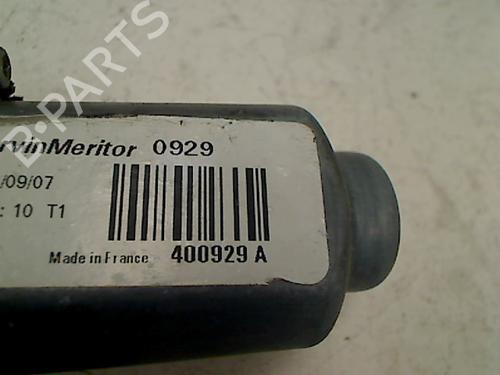 B-PARTS
rvinMeritor 0929
/09/07
: 10 T1
Made in France 400929 A